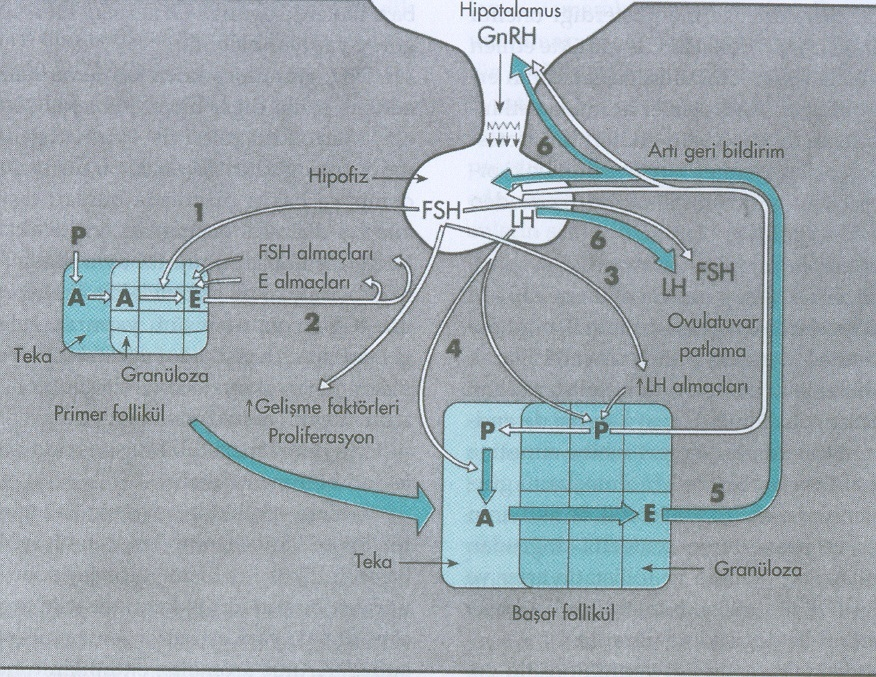 Hipotalamus
GnRH
6
Artı geri bildirim
Hipofiz
1
FSH
LH
P
6
FSH almaçları
3
FSH
A
A
E
E almaçları
LH
2
Ovulatuvar
patlama
Teka
4
Granüloza
↑LH almaçları
Primer follikül
↑Gelişme faktörleri
Proliferasyon
P
P
5
A
E
Teka
Granüloza
Başat follikül